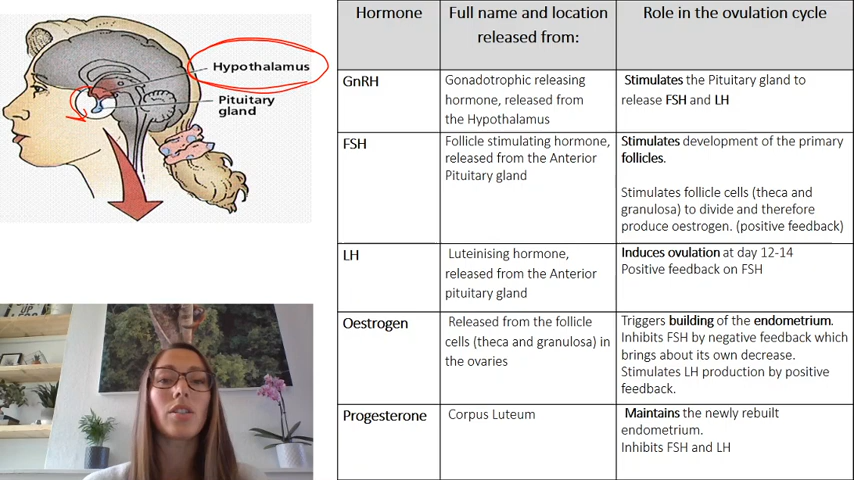 Hypothalamus
Pituitary
gland
Hormone
Full name and location
released from:
Role in the ovulation cycle
GnRH
Gonadotrophic releasing
hormone, released from
the Hypothalamus
Stimulates the Pituitary gland to
release FSH and LH
FSH
Follicle stimulating hormone,
released from the Anterior
Pituitary gland
Stimulates development of the primary
follicles.
Stimulates follicle cells (theca and
granulosa) to divide and therefore
produce oestrogen. (positive feedback)
LH
Luteinising hormone,
released from the Anterior
pituitary gland
Induces ovulation at day 12-14
Positive feedback on FSH
Oestrogen
Released from the follicle
cells (theca and granulosa) in
the ovaries
Triggers building of the endometrium.
Inhibits FSH by negative feedback which
brings about its own decrease.
Stimulates LH production by positive
feedback.
Progesterone
Corpus Luteum
Maintains the newly rebuilt
endometrium.
Inhibits FSH and LH